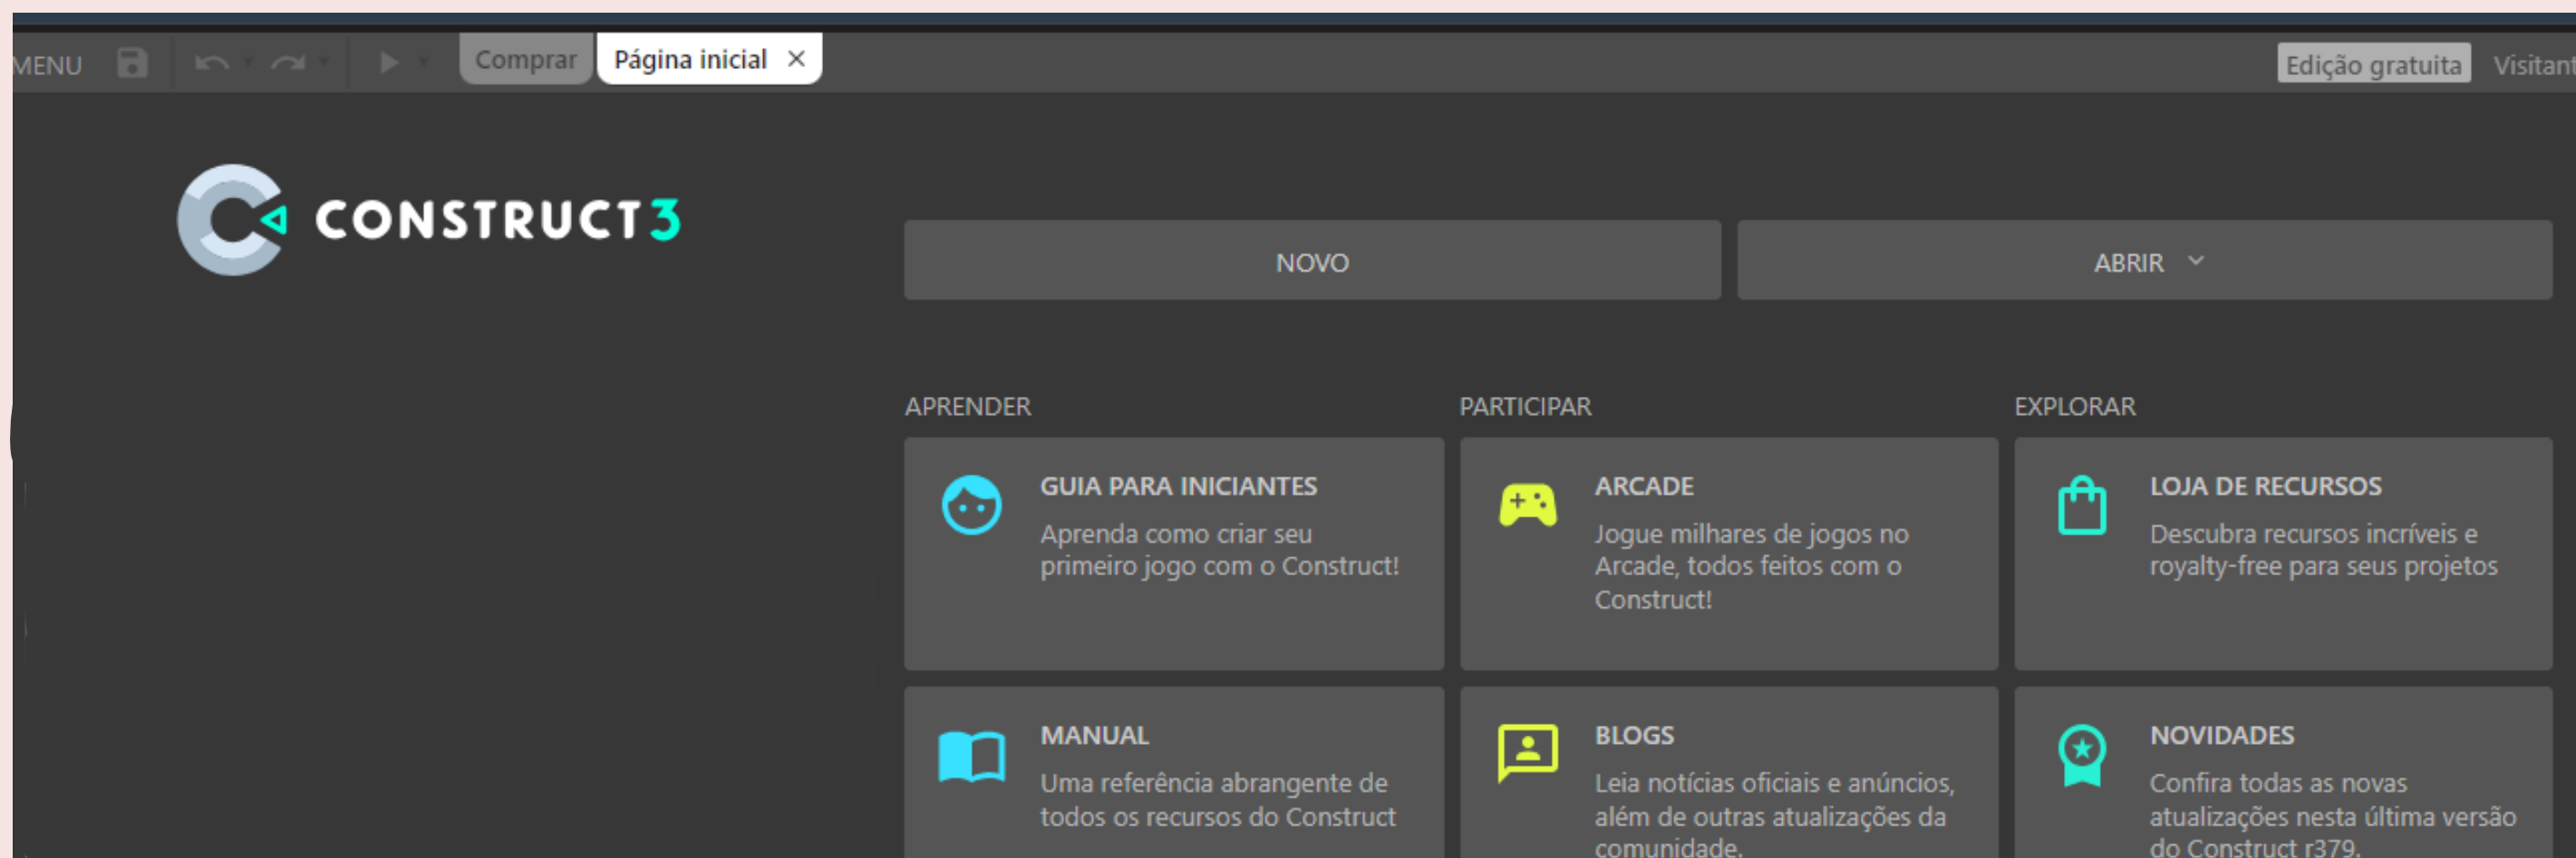 MENU
Comprar
Página inicial
Edição gratuita
Visitant
CONSTRUCT 3
NOVO
ABRIR
APRENDER
PARTICIPAR
EXPLORAR
GUIA PARA INICIANTES
Aprenda como criar seu
primeiro jogo com o Construct!
ARCADE
Jogue milhares de jogos no
Arcade, todos feitos com o
Construct!
LOJA DE RECURSOS
Descubra recursos incríveis e
royalty-free para seus projetos
MANUAL
Uma referência abrangente de
todos os recursos do Construct
BLOGS
Leia notícias oficiais e anúncios,
além de outras atualizações da
comunidade.
NOVIDADES
Confira todas as novas
atualizações nesta última versão
do Construct r379.